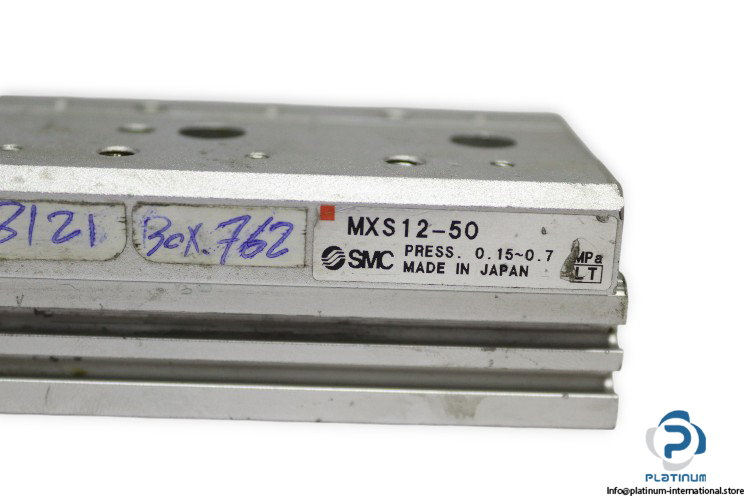 3121
Box.762
MXS12-50
SMC
PRESS. 0.15~0.7 MPa
MADE IN JAPAN
LT
PLATINUM
Info@platinum-international.store